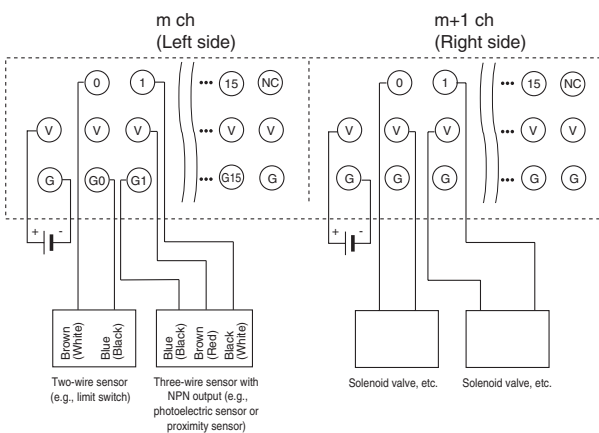 m ch
(Left side)
m+1 ch
(Right side)
0 1 ••• 15 NC
0 1 ••• 15 NC
V V V ••• V V
V V V ••• V V
G G0 G1 ••• G15 G
G G G ••• G G
+ -
+ -
Brown
(White)
Blue
(Black)
Blue
(Black)
Brown
(Red)
Black
(White)
Two-wire sensor
(e.g., limit switch)
Three-wire sensor with
NPN output (e.g.,
photoelectric sensor or
proximity sensor)
Solenoid valve, etc.
Solenoid valve, etc.